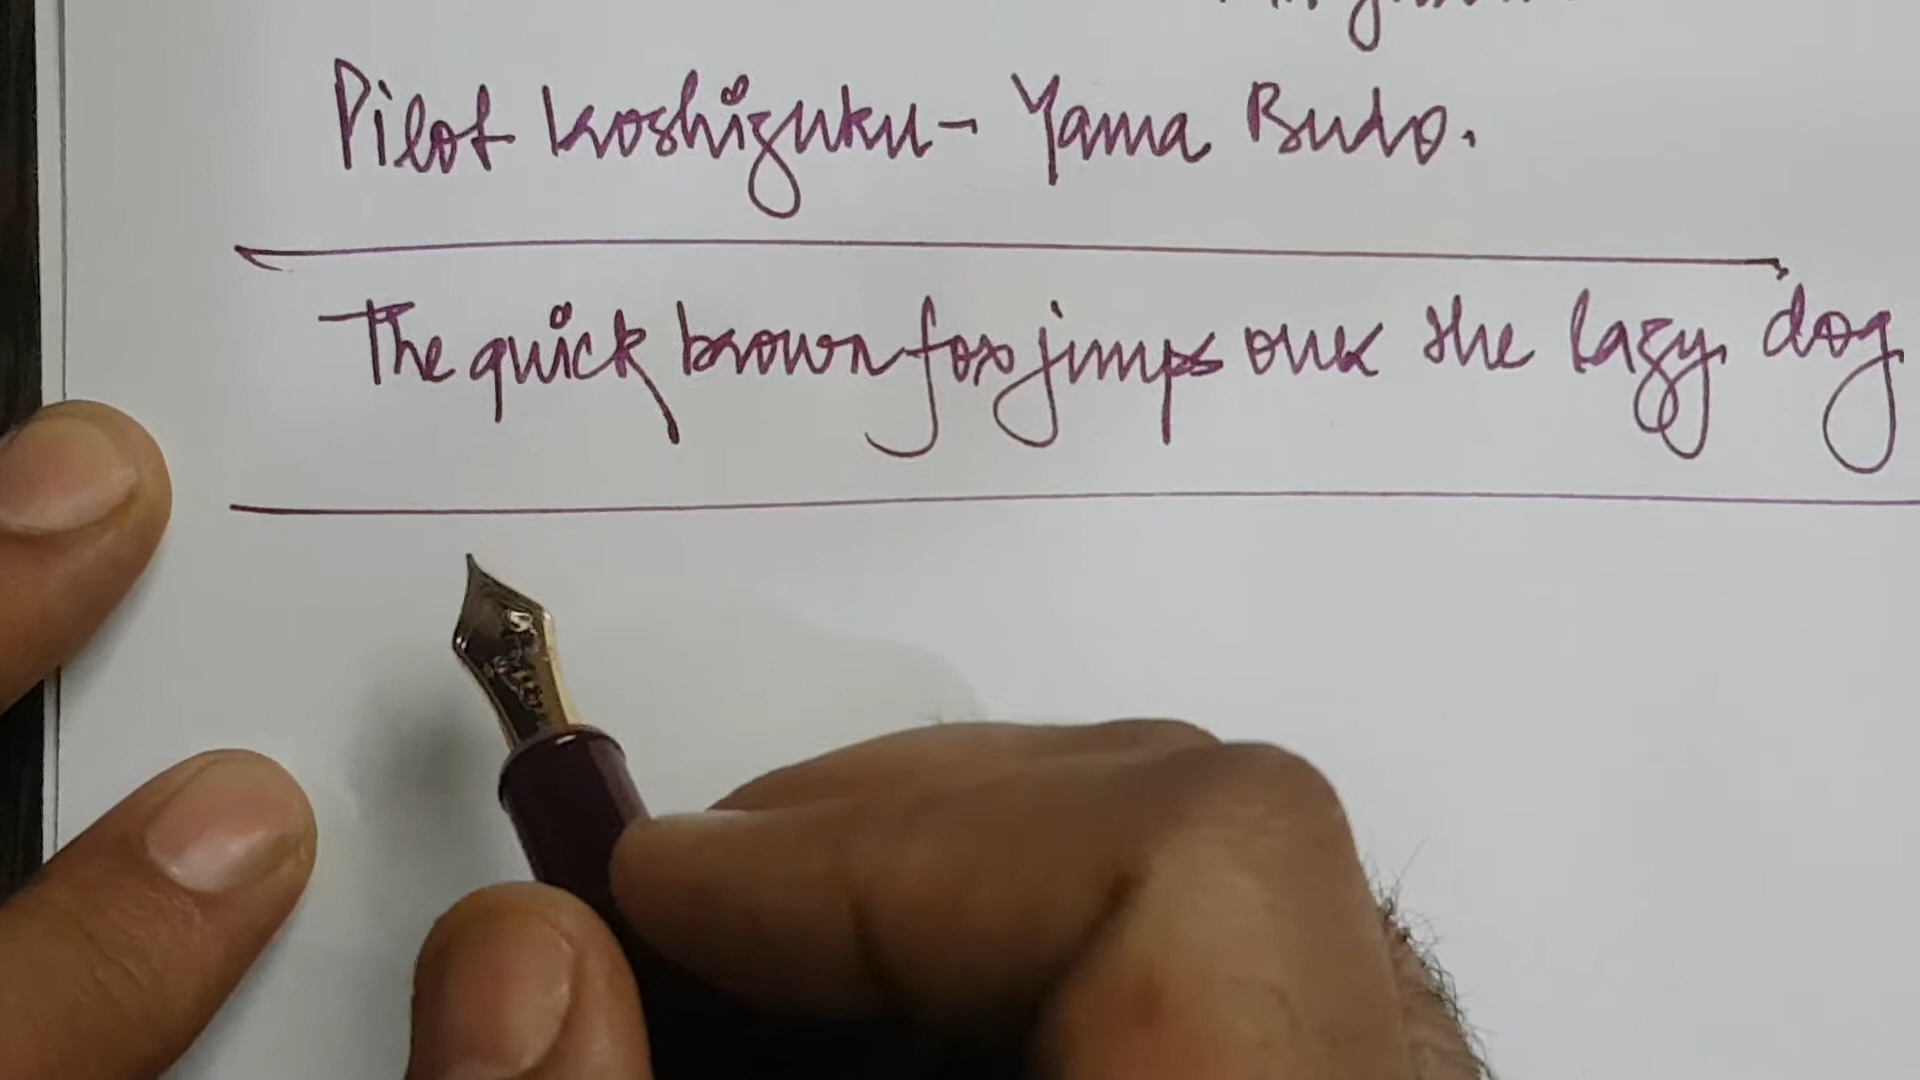 Pilot Iroshizuku - Yama Budo.
The quick brown fox jumps over the lazy dog